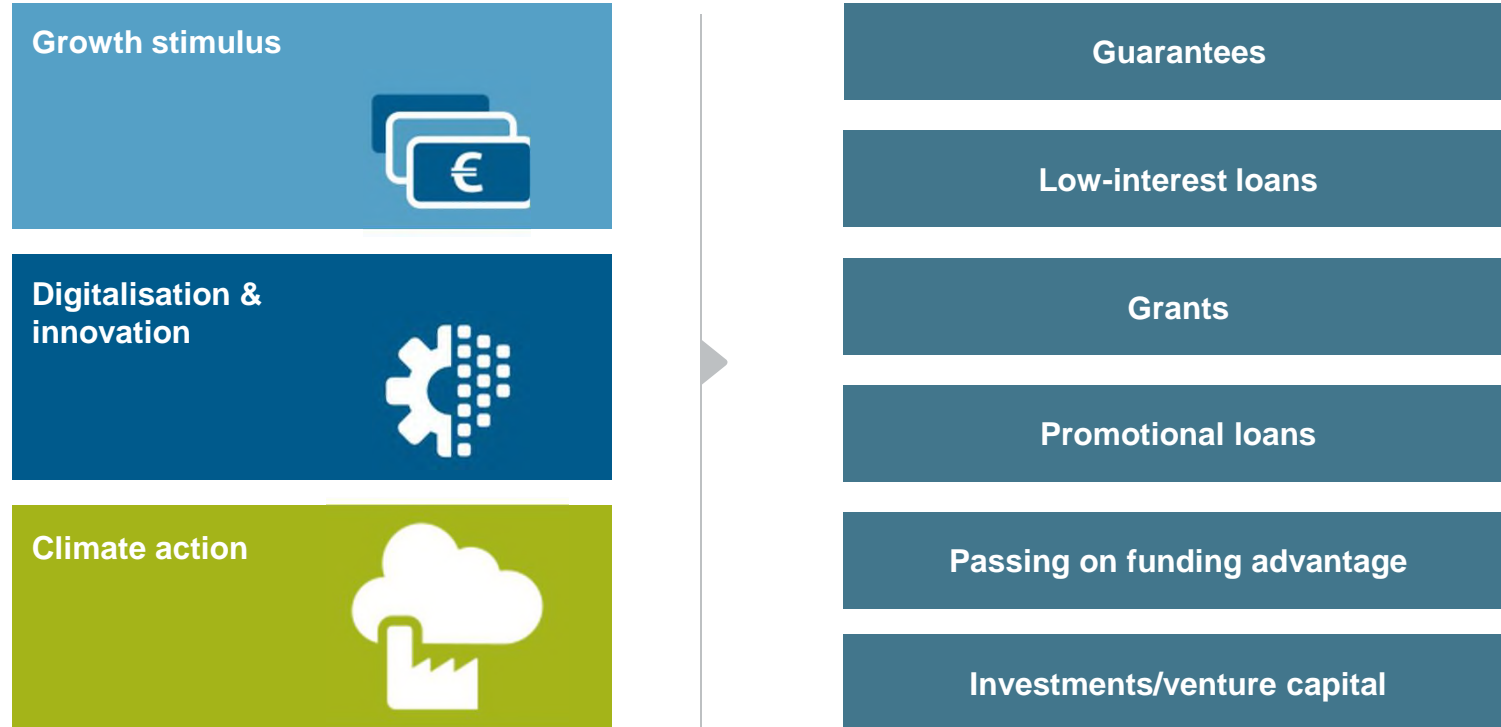 Growth stimulus
€
Digitalisation &
innovation
Climate action
Guarantees
Low-interest loans
Grants
Promotional loans
Passing on funding advantage
Investments/venture capital